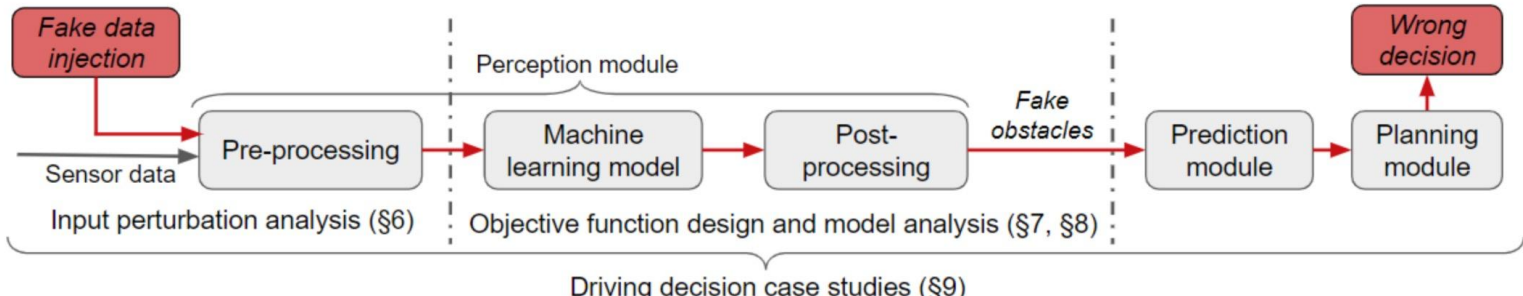 Fake data
injection
Wrong
decision
Perception module
Fake
obstacles
Pre-processing
Machine
learning model
Post-
processing
Prediction
module
Planning
module
Sensor data
Input perturbation analysis (§6)
Objective function design and model analysis (§7, §8)
Driving decision case studies (§9)